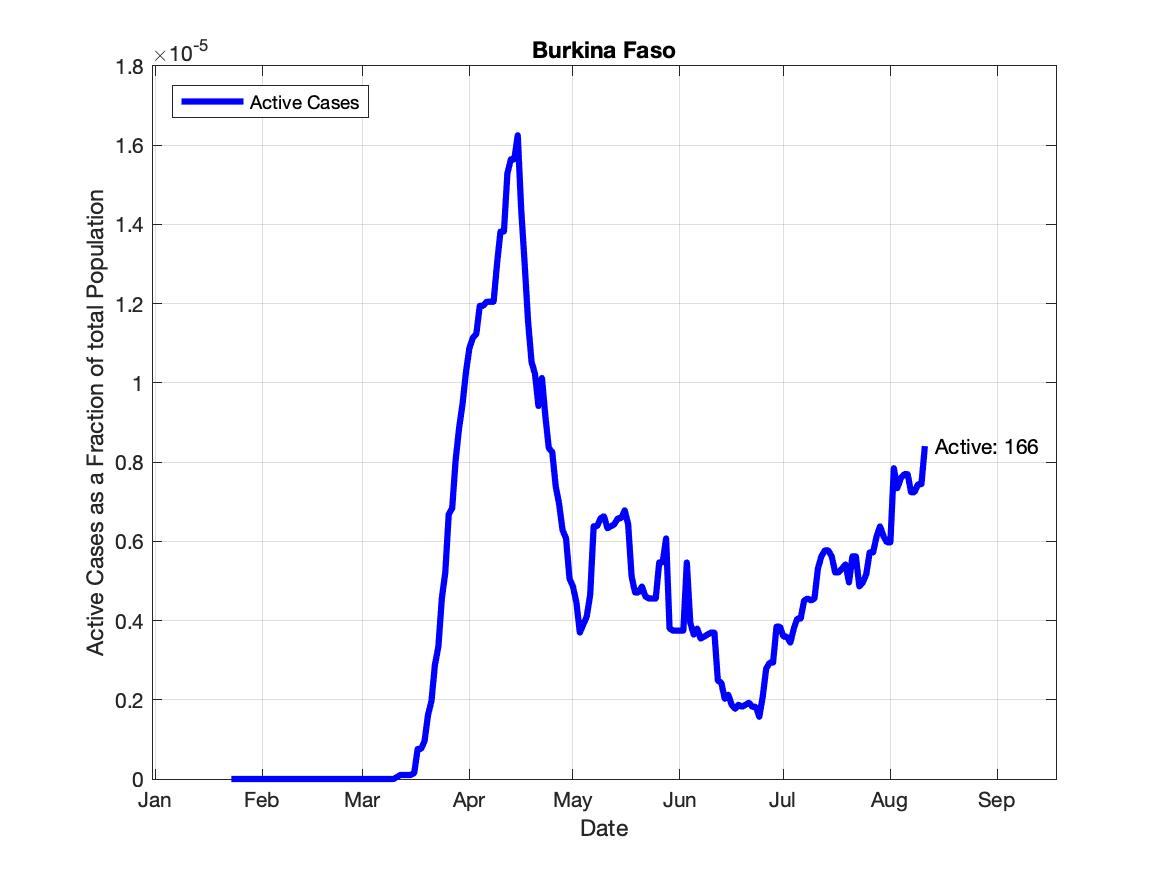 Burkina Faso
×10^-5
1.8
1.6
1.4
1.2
1
0.8
0.6
0.4
0.2
0
Active Cases as a Fraction of total Population
Active Cases
Active: 166
Jan Feb Mar Apr May Jun Jul Aug Sep
Date